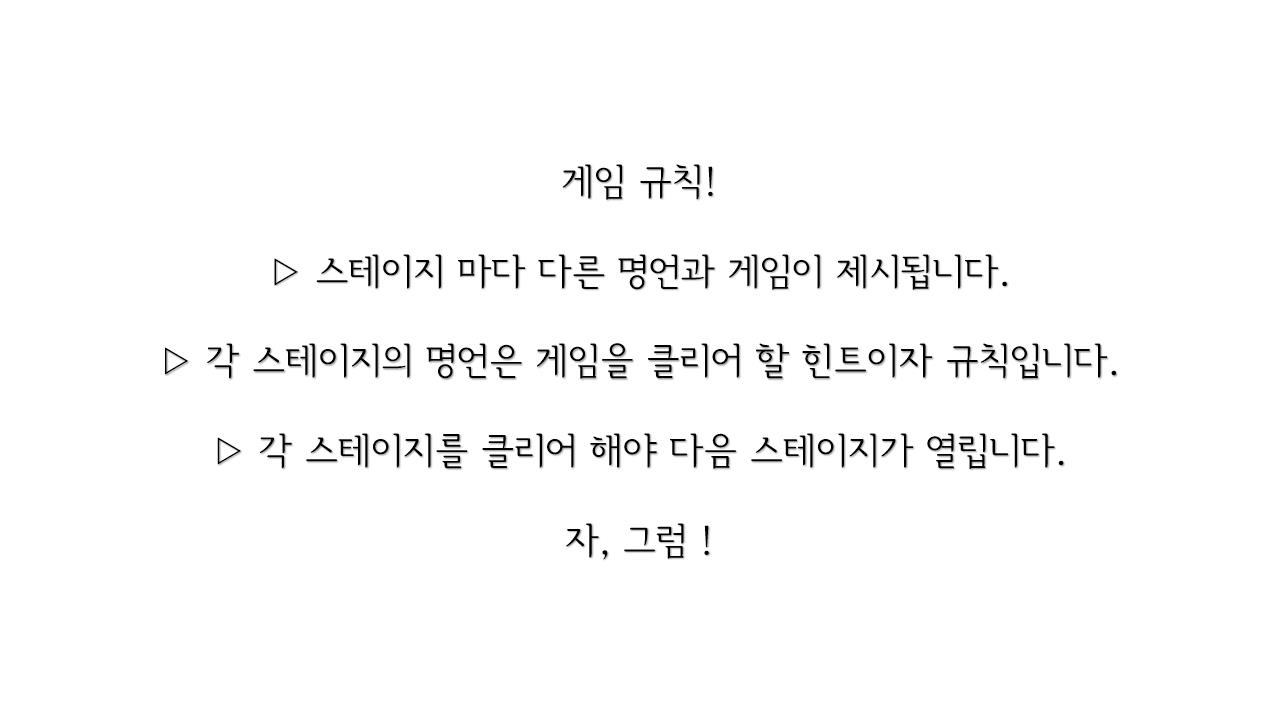 게임 규칙!
▷ 스테이지 마다 다른 명언과 게임이 제시됩니다.
▷ 각 스테이지의 명언은 게임을 클리어 할 힌트이자 규칙입니다.
▷ 각 스테이지를 클리어 해야 다음 스테이지가 열립니다.
자, 그럼 !